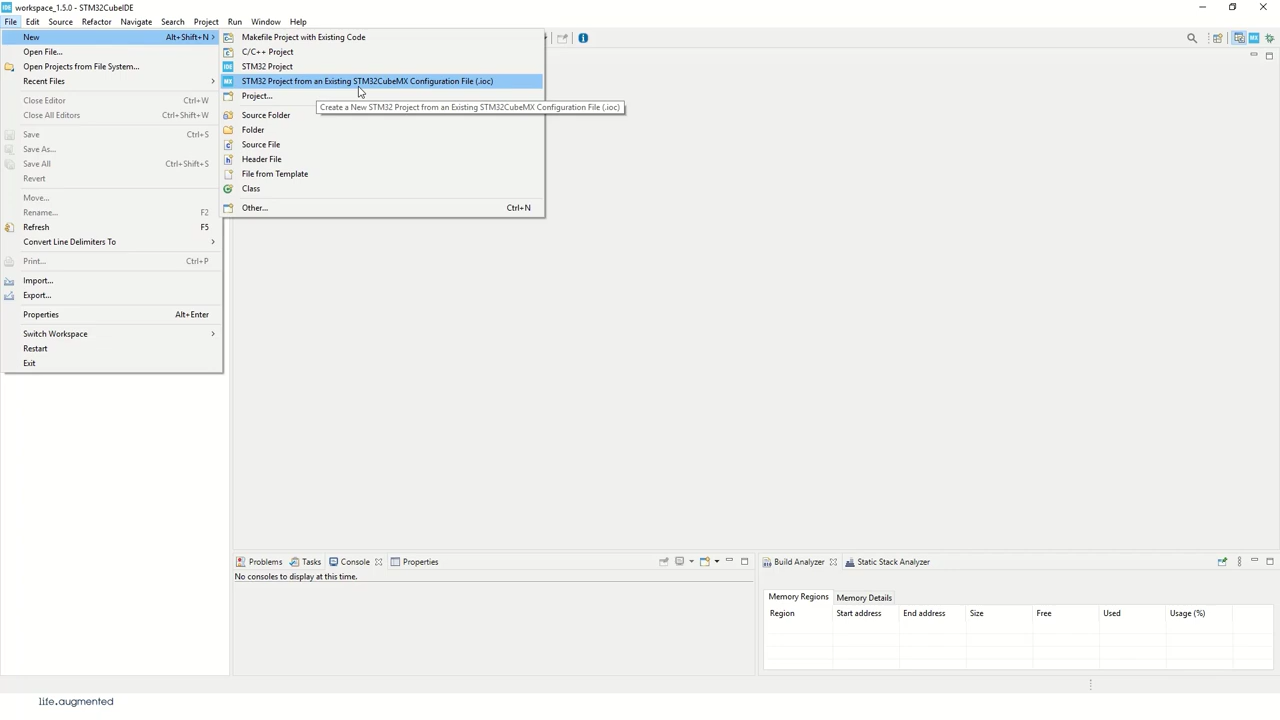 workspace_1.5.0 - STM32CubeIDE
File Edit Source Refactor Navigate Search Project Run Window Help
New Alt+Shift+N >
Open File...
Open Projects from File System...
Recent Files >
Close Editor Ctrl+W
Close All Editors Ctrl+Shift+W
Save Ctrl+S
Save As...
Save All Ctrl+Shift+S
Revert
Move...
Rename... F2
Refresh F5
Convert Line Delimiters To >
Print... Ctrl+P
Import...
Export...
Properties Alt+Enter
Switch Workspace >
Restart
Exit
Makefile Project with Existing Code
C/C++ Project
IDE STM32 Project
MX STM32 Project from an Existing STM32CubeMX Configuration File (.ioc)
Project...
Create a New STM32 Project from an Existing STM32CubeMX Configuration File (.ioc)
Source Folder
Folder
Source File
Header File
File from Template
Class
Other... Ctrl+N
MX
Problems Tasks Console Properties
No consoles to display at this time.
Build Analyzer Static Stack Analyzer
Memory Regions Memory Details
Region Start address End address Size Free Used Usage (%)
life.augmented